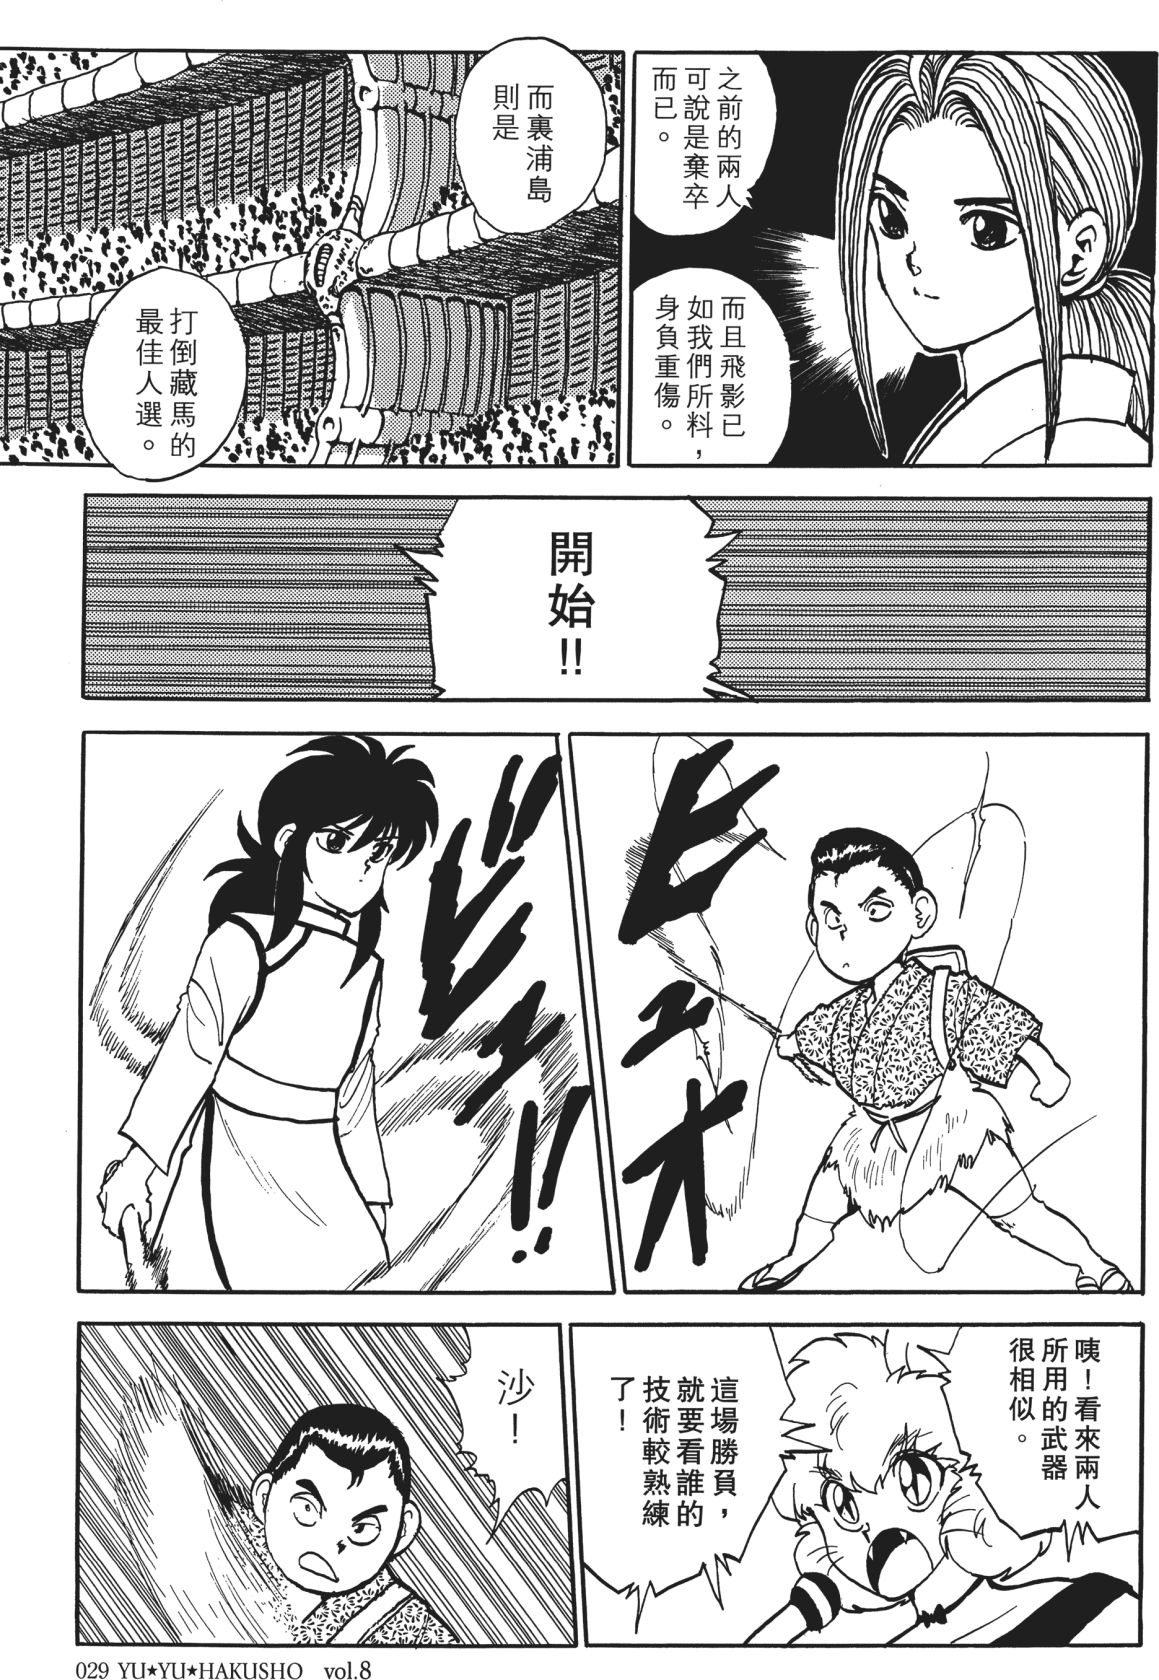 之前的兩人
可說是棄卒
而已。
而且飛影已
如我們所料，
身負重傷。
而裏浦島
則是
打倒藏馬的
最佳人選。
開始!!
ヒュオ
ビュ!!
咦！看來兩人
所用的武器
很相似。
這場勝負，
就要看誰的
技術較熟練
了！
沙！
029 YU★YU★HAKUSHO vol.8